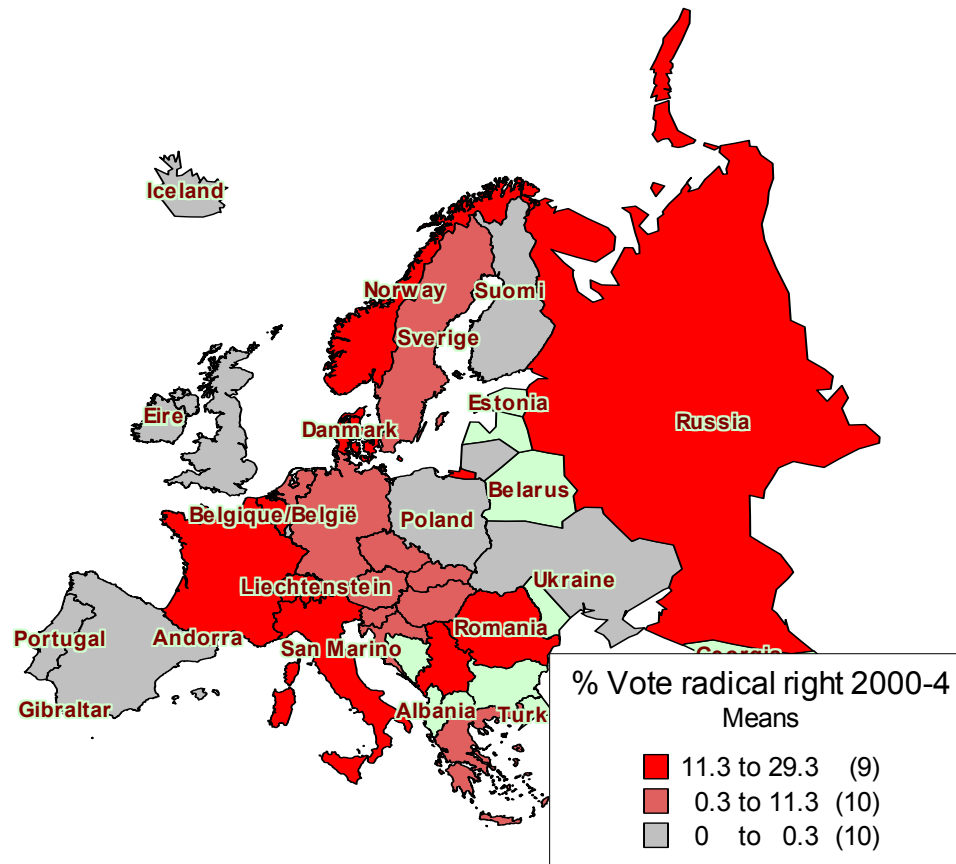 Iceland
Norway
Suomi
Sverige
Estonia
Eire
Danmark
Russia
Belarus
Belgique/België
Poland
Ukraine
Liechtenstein
Romania
Portugal
Andorra
San Marino
Georgia
Gibraltar
Albania
Turk
% Vote radical right 2000-4
Means
11.3 to 29.3 (9)
0.3 to 11.3 (10)
0 to 0.3 (10)